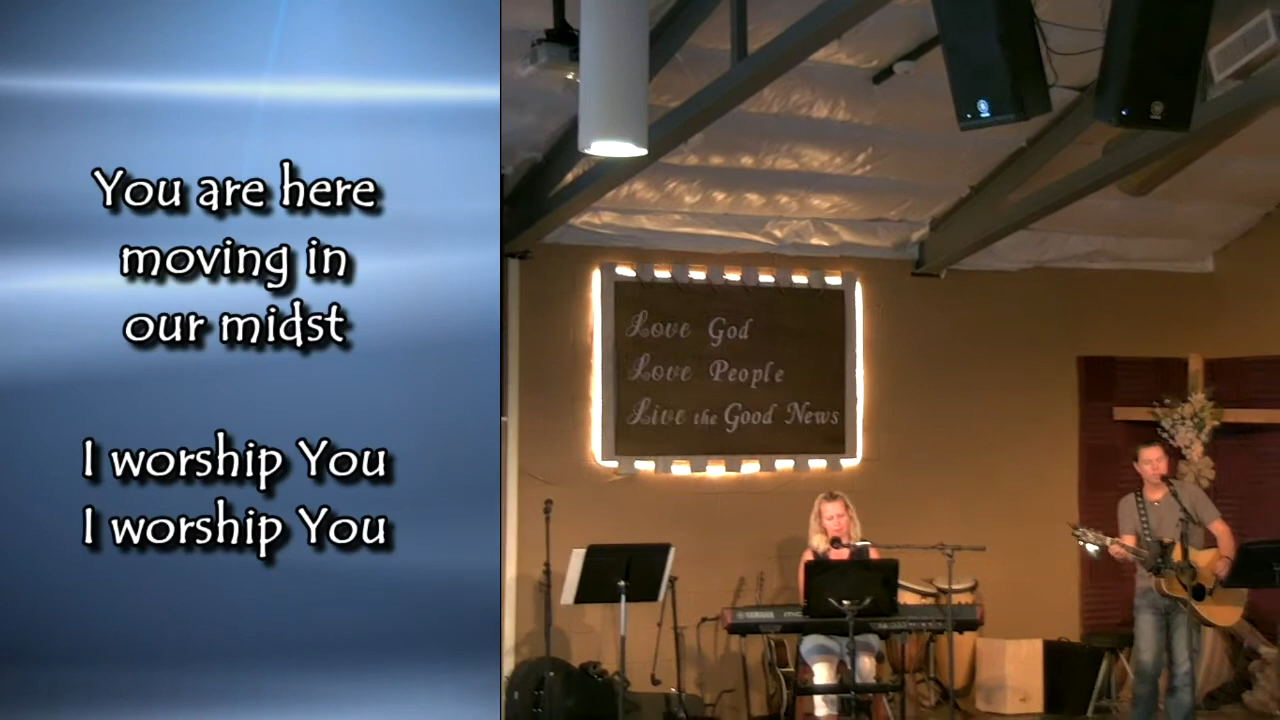 You are here
moving in
our midst
I worship You
I worship You
Love God
Love People
Live the Good News
YAMAHA